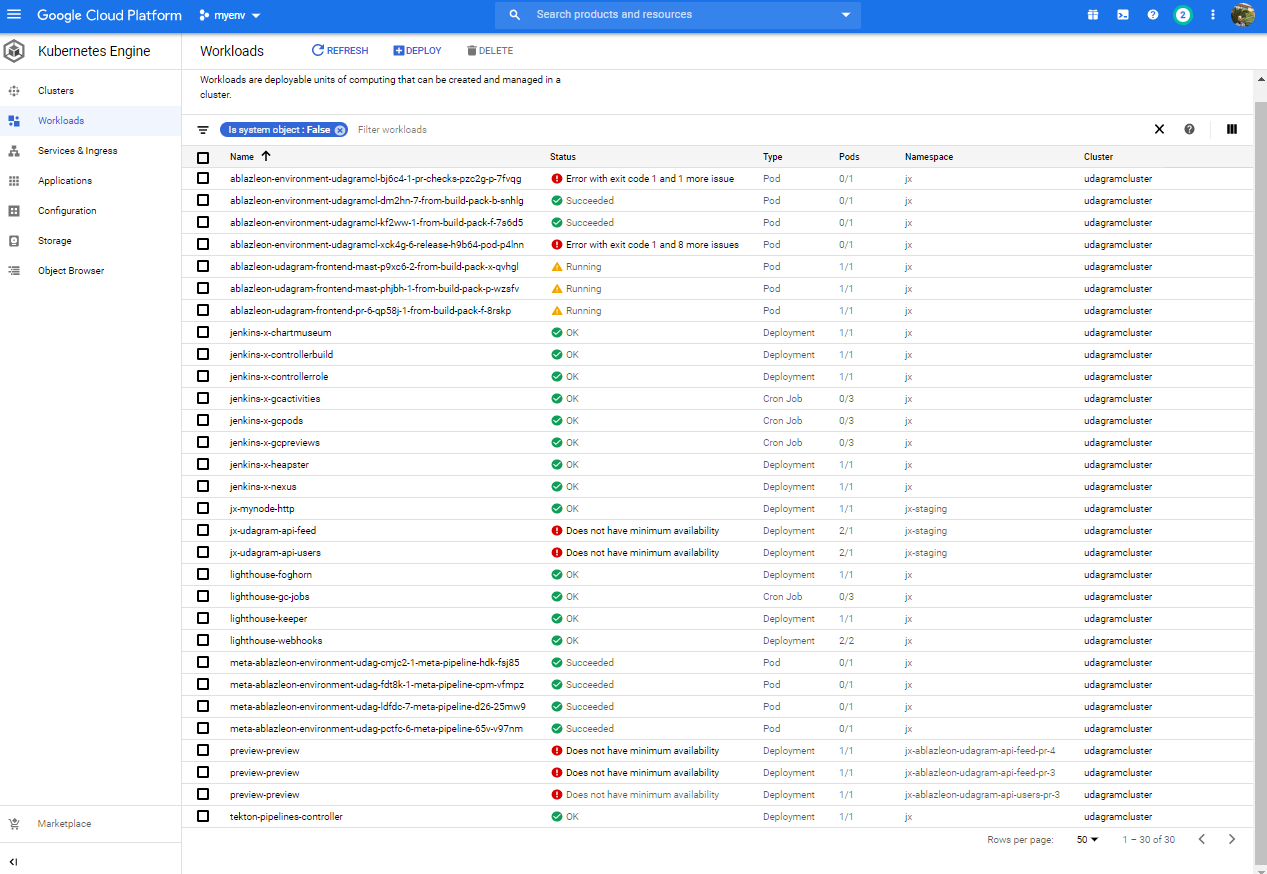 Google Cloud Platform myenv Search products and resources 2
Kubernetes Engine Workloads REFRESH DEPLOY DELETE
Workloads are deployable units of computing that can be created and managed in a
cluster.
Clusters
Workloads
Services & Ingress
Applications
Configuration
Storage
Object Browser
Marketplace
Is system object : False Filter workloads
Name Status Type Pods Namespace Cluster
ablazleon-environment-udagramcl-bj6c4-1-pr-checks-pzc2g-p-7fvqg Error with exit code 1 and 1 more issue Pod 0/1 jx udagramcluster
ablazleon-environment-udagramcl-dm2hn-7-from-build-pack-b-snhlg Succeeded Pod 0/1 jx udagramcluster
ablazleon-environment-udagramcl-kf2ww-1-from-build-pack-f-7s6d5 Succeeded Pod 0/1 jx udagramcluster
ablazleon-environment-udagramcl-xck4g-6-release-h9b64-pod-p4lnn Error with exit code 1 and 8 more issues Pod 0/1 jx udagramcluster
ablazleon-udagram-frontend-mast-p9xc6-2-from-build-pack-x-qvhgl Running Pod 1/1 jx udagramcluster
ablazleon-udagram-frontend-mast-phjbh-1-from-build-pack-p-wzsfv Running Pod 1/1 jx udagramcluster
ablazleon-udagram-frontend-pr-6-qp58j-1-from-build-pack-f-8rskp Running Pod 1/1 jx udagramcluster
jenkins-x-chartmuseum OK Deployment 1/1 jx udagramcluster
jenkins-x-controllerbuild OK Deployment 1/1 jx udagramcluster
jenkins-x-controllerrole OK Deployment 1/1 jx udagramcluster
jenkins-x-gcactivities OK Cron Job 0/3 jx udagramcluster
jenkins-x-gcpods OK Cron Job 0/3 jx udagramcluster
jenkins-x-gcpreviews OK Cron Job 0/3 jx udagramcluster
jenkins-x-heapster OK Deployment 1/1 jx udagramcluster
jenkins-x-nexus OK Deployment 1/1 jx udagramcluster
jx-mynode-http OK Deployment 1/1 jx-staging udagramcluster
jx-udagram-api-feed Does not have minimum availability Deployment 2/1 jx-staging udagramcluster
jx-udagram-api-users Does not have minimum availability Deployment 2/1 jx-staging udagramcluster
lighthouse-foghorn OK Deployment 1/1 jx udagramcluster
lighthouse-gc-jobs OK Cron Job 0/3 jx udagramcluster
lighthouse-keeper OK Deployment 1/1 jx udagramcluster
lighthouse-webhooks OK Deployment 2/2 jx udagramcluster
meta-ablazleon-environment-udag-cmjc2-1-meta-pipeline-hdk-fsj85 Succeeded Pod 0/1 jx udagramcluster
meta-ablazleon-environment-udag-fdt8k-1-meta-pipeline-cpm-vfmpz Succeeded Pod 0/1 jx udagramcluster
meta-ablazleon-environment-udag-ldfdc-7-meta-pipeline-d26-25mw9 Succeeded Pod 0/1 jx udagramcluster
meta-ablazleon-environment-udag-pctfc-6-meta-pipeline-65v-v97nm Succeeded Pod 0/1 jx udagramcluster
preview-preview Does not have minimum availability Deployment 1/1 jx-ablazleon-udagram-api-feed-pr-4 udagramcluster
preview-preview Does not have minimum availability Deployment 1/1 jx-ablazleon-udagram-api-feed-pr-3 udagramcluster
preview-preview Does not have minimum availability Deployment 1/1 jx-ablazleon-udagram-api-users-pr-3 udagramcluster
tekton-pipelines-controller OK Deployment 1/1 jx udagramcluster
Rows per page: 50 1 – 30 of 30